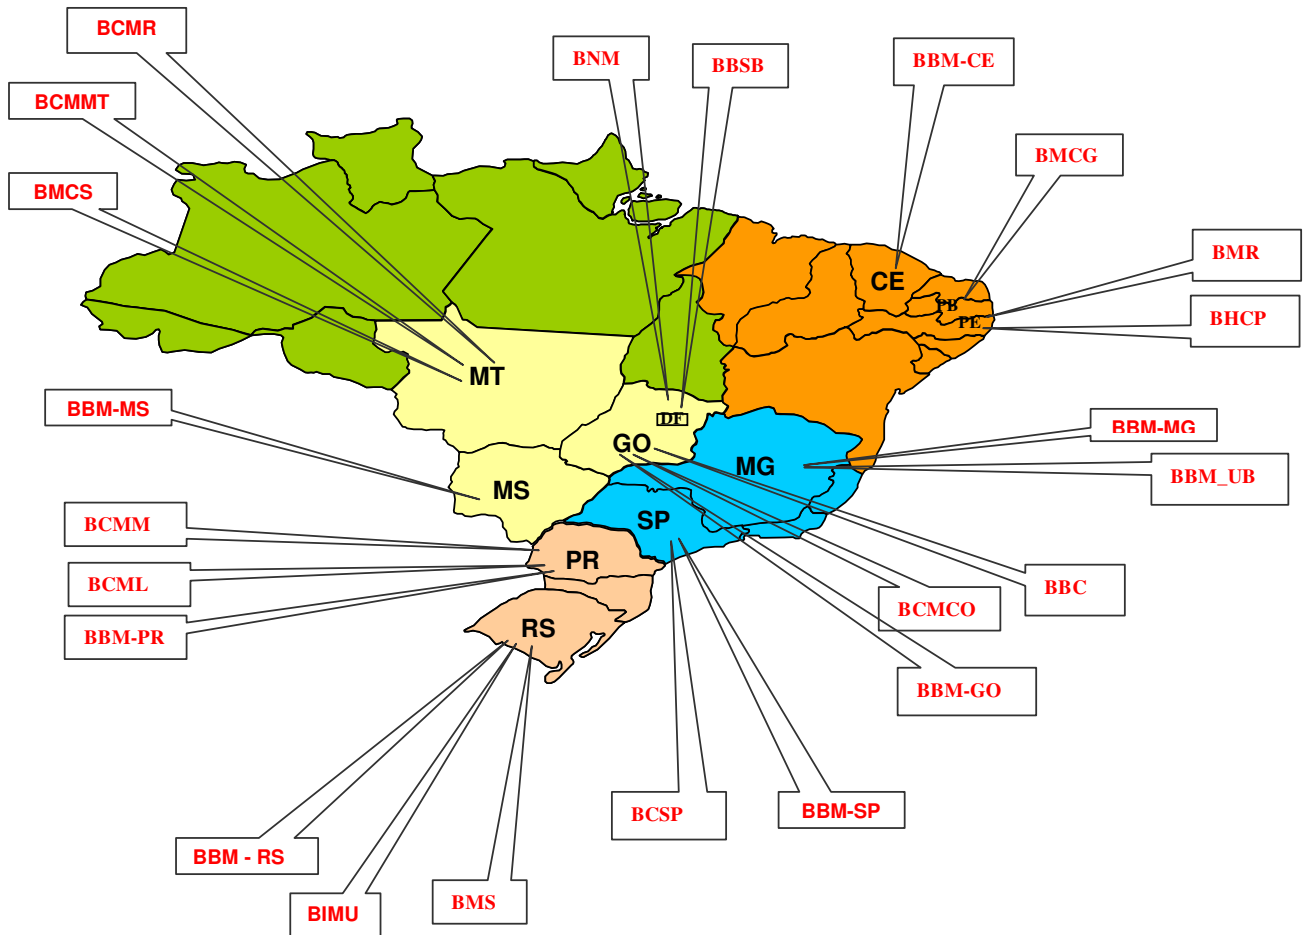 BCMR
BNM
BBSB
BBM-CE
BCMMT
BMCG
BMCS
BMR
CE
PB
PE
BHCP
MT
BBM-MS
DF
GO
MG
BBM-MG
BBM_UB
MS
SP
BCMM
PR
BCML
BBC
BCMCO
BBM-PR
RS
BBM-GO
BCSP
BBM-SP
BBM - RS
BMS
BIMU